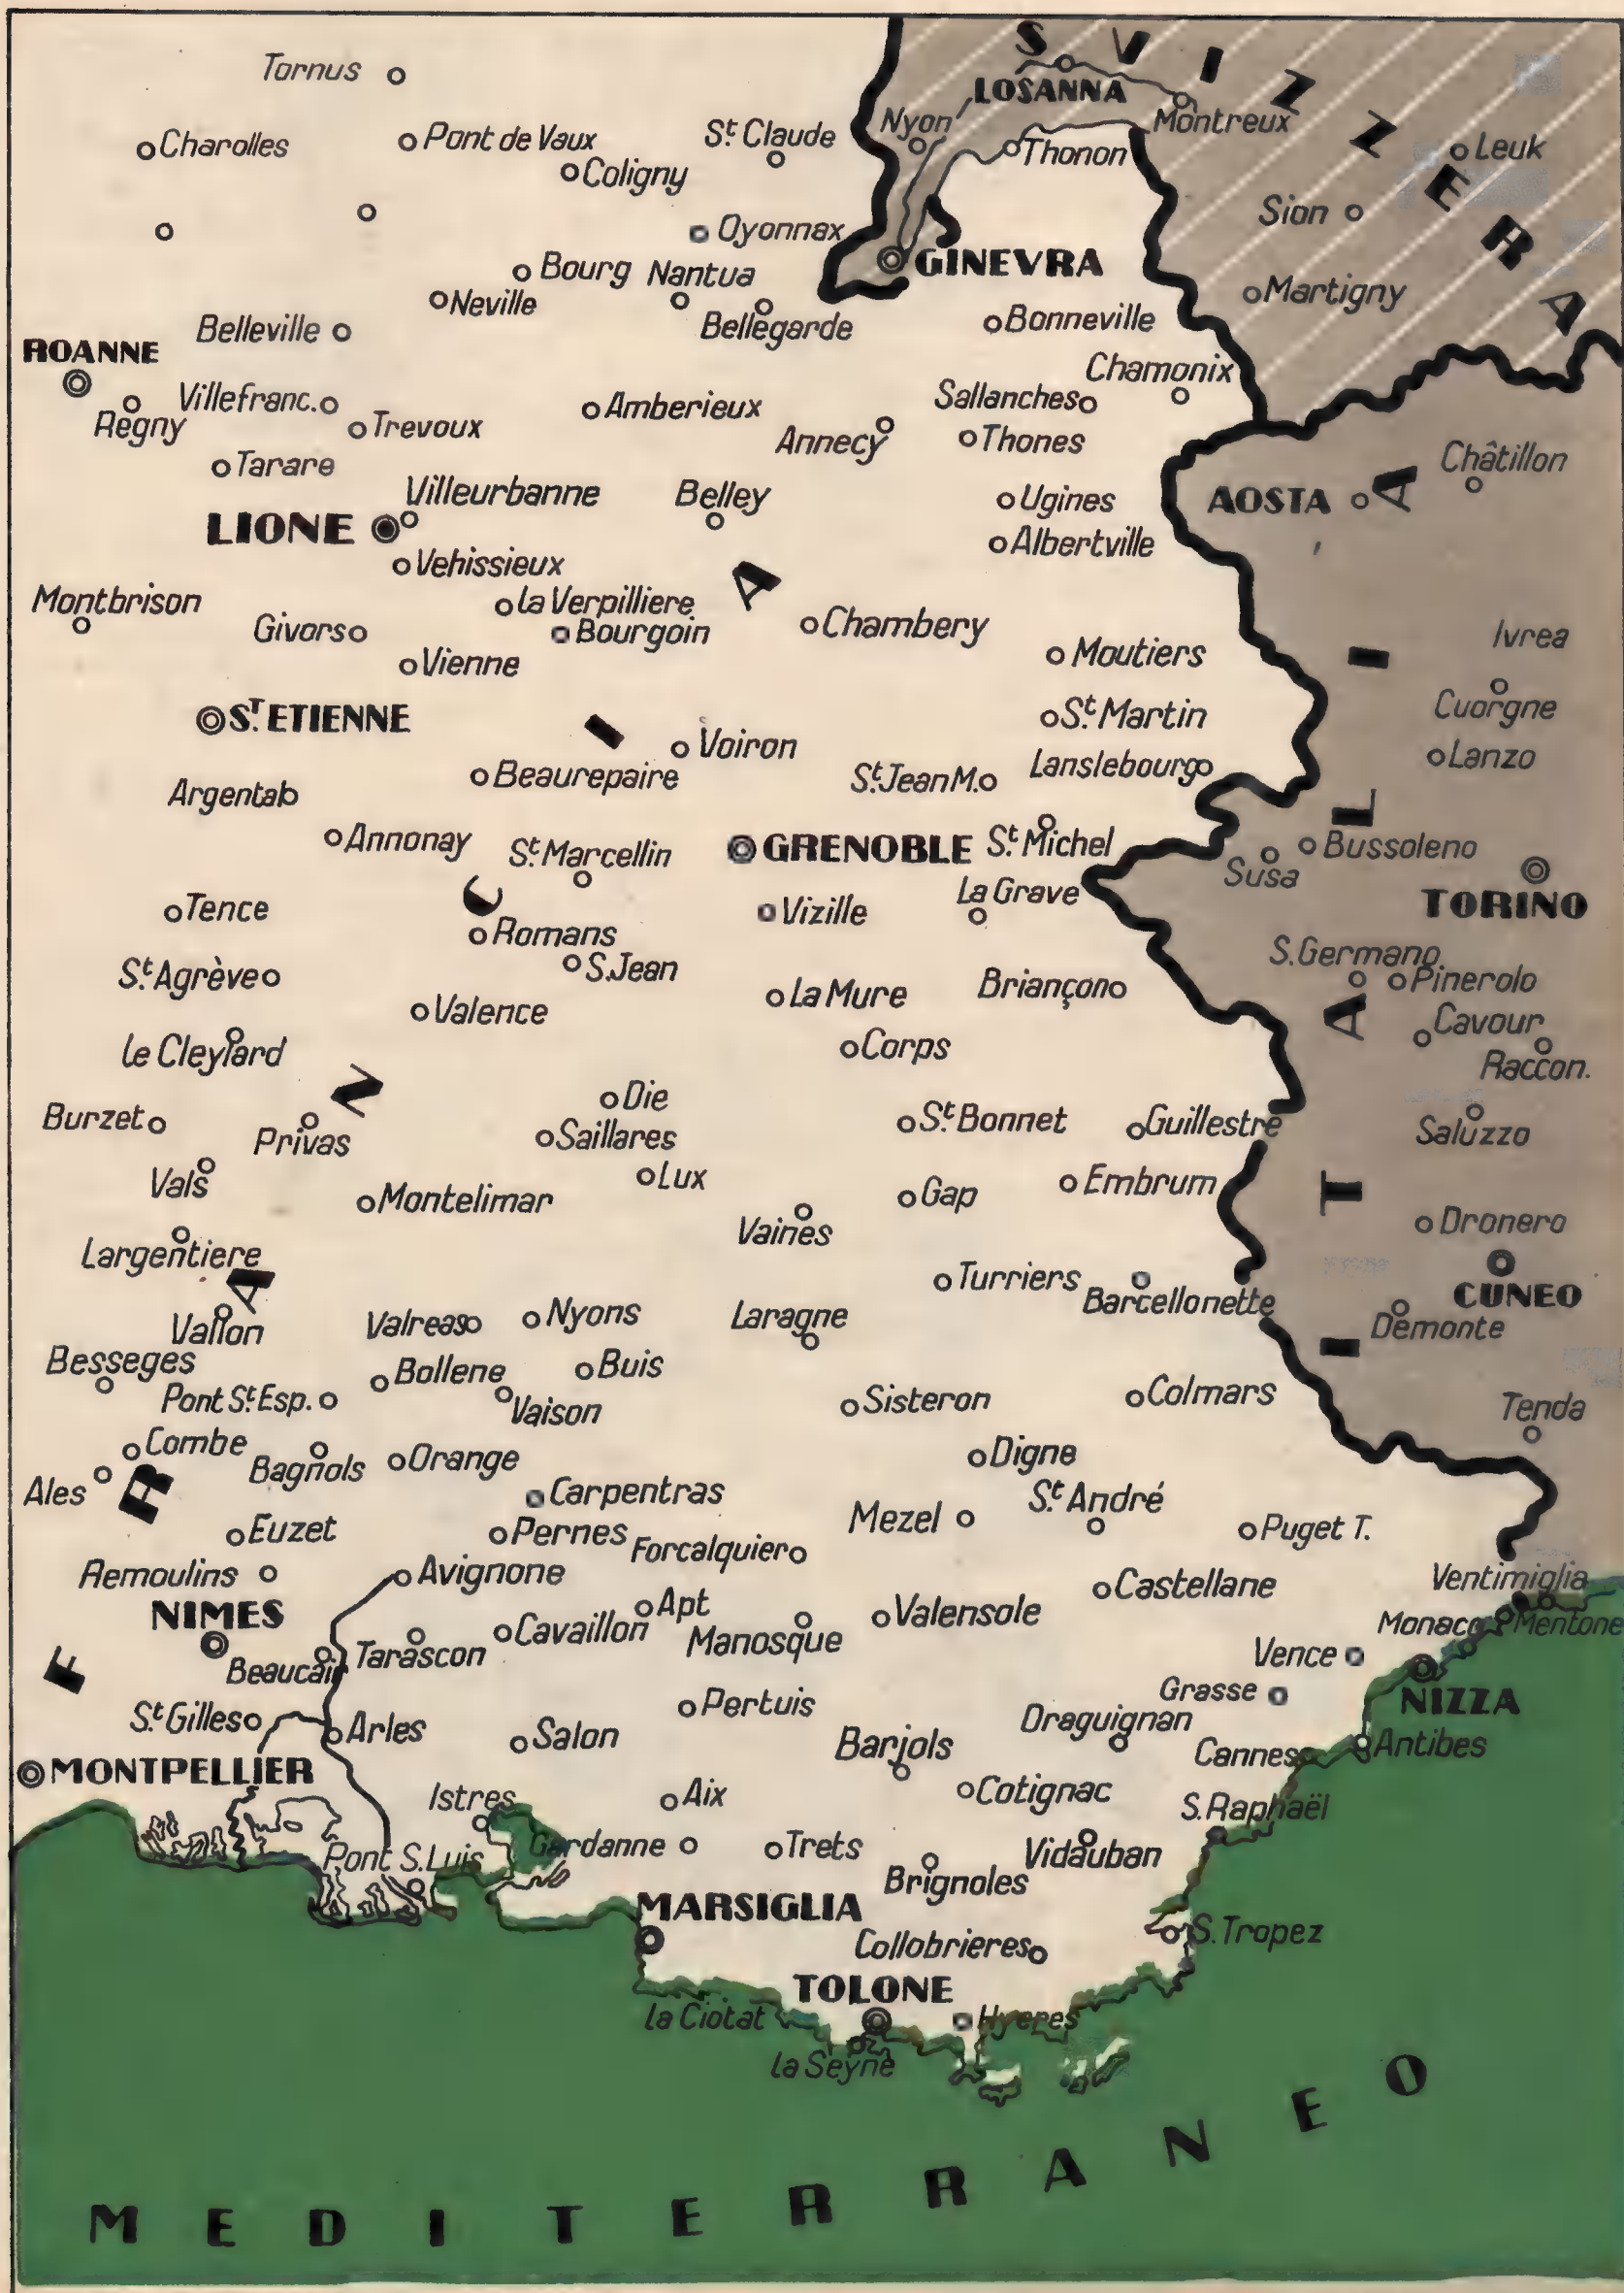 SVIZZERA
Tornus
LOSANNA
Montreux
Nyon
Thonon
Leuk
Charolles
Pont de Vaux
St. Claude
Coligny
Sion
Oyonnax
GINEVRA
Bourg
Nantua
Martigny
Neville
Bellegarde
Bonneville
Belleville
ROANNE
Chamonix
Villefranc.
Regny
Amberieux
Sallanches
Trevoux
Annecy
Thones
Tarare
Châtillon
Villeurbanne
Belley
Ugines
AOSTA
LIONE
Albertville
Vehissieux
Montbrison
la Verpilliere
Givors
Bourgoin
Chambery
Ivrea
Vienne
Moutiers
St. ETIENNE
St. Martin
Cuorgne
Voiron
Lanzo
Beaurepaire
St. Jean M.
Lanslebourg
Argentab
Annonay
St. Marcellin
GRENOBLE
St. Michel
Bussoleno
Susa
TORINO
La Grave
Tence
Vizille
Romans
S. Germano
S. Jean
St. Agrève
Pinerolo
La Mure
Briançon
Valence
Cavour
le Cleylard
Corps
Raccon.
Die
Burzet
Privas
Saillares
St. Bonnet
Guillestre
Saluzzo
Vals
Lux
Embrum
Montelimar
Gap
Vaines
Dronero
Largentiere
Turriers
Barcellonette
CUNEO
Vallon
Valreas
Nyons
Laragne
Demonte
Besseges
Bollene
Buis
Pont St. Esp.
Vaison
Sisteron
Colmars
Tenda
Combe
Bagnols
Orange
Digne
Ales
Carpentras
St. André
Mezel
Euzet
Pernes
Forcalquier
Puget T.
Remoulins
Avignone
Castellane
Ventimiglia
NIMES
Apt
Valensole
Monaco
Mentone
Cavaillon
Manosque
Beaucair
Tarascon
Vence
Grasse
NIZZA
St. Gilles
Arles
Salon
Pertuis
Draguignan
Barjols
Cannes
Antibes
MONTPELLIER
Istres
Aix
Cotignac
S. Raphaël
Pont S. Luis
Gardanne
Trets
Vidauban
Brignoles
MARSIGLIA
Collobrieres
S. Tropez
TOLONE
la Ciotat
Hyeres
la Seyne
FRANCIA
ITALIA
MEDITERRANEO